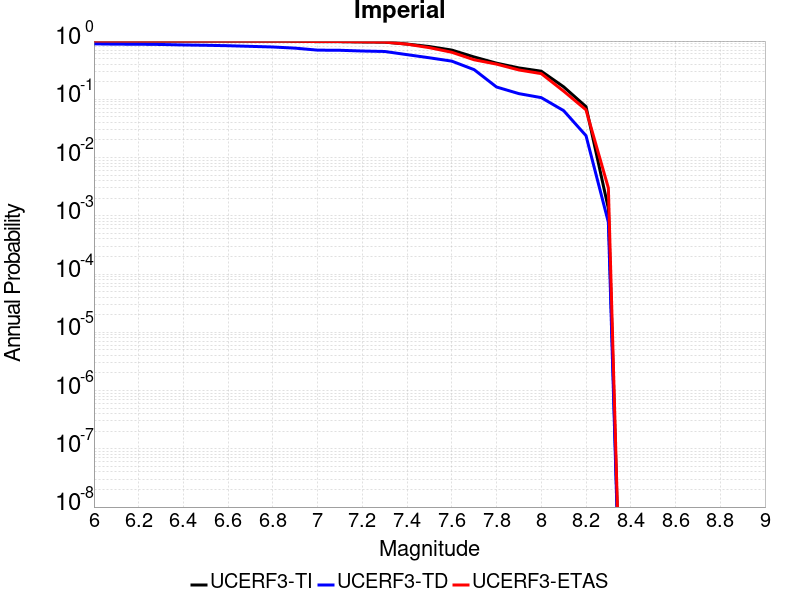 Imperial
10^0
10^-1
10^-2
10^-3
10^-4
10^-5
10^-6
10^-7
10^-8
Annual Probability
6 6.2 6.4 6.6 6.8 7 7.2 7.4 7.6 7.8 8 8.2 8.4 8.6 8.8 9
Magnitude
UCERF3-TI UCERF3-TD UCERF3-ETAS